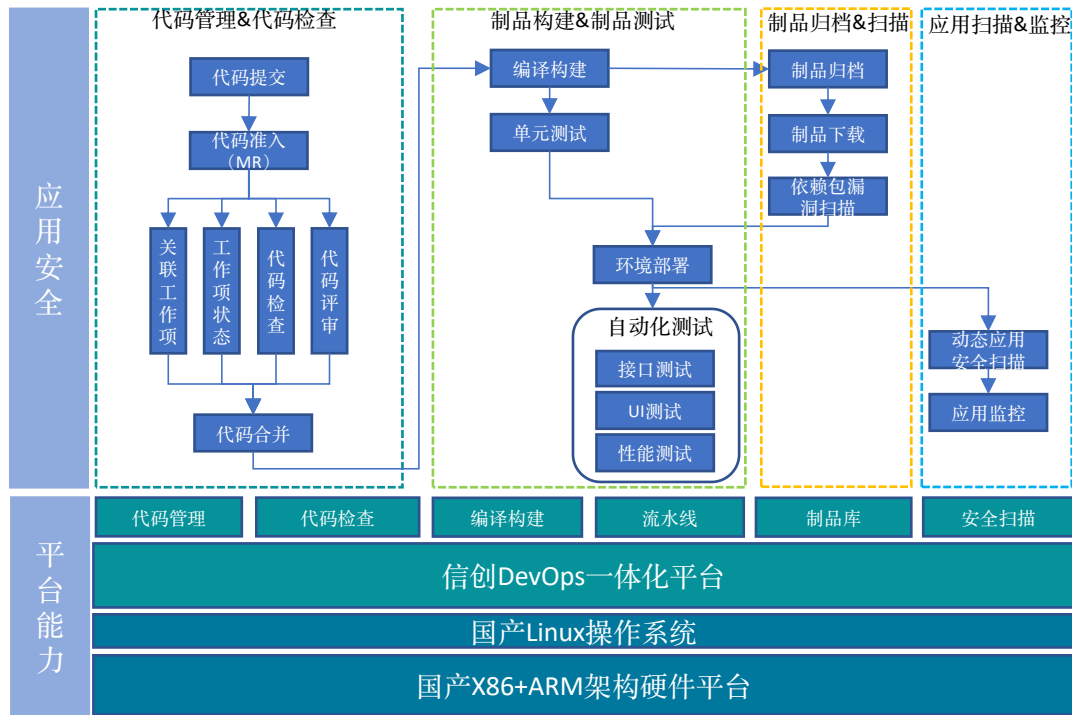 应用安全
代码管理&代码检查
代码提交
代码准入
（MR）
关联工作项
工作项状态
代码检查
代码评审
代码合并
制品构建&制品测试
编译构建
单元测试
环境部署
自动化测试
接口测试
UI测试
性能测试
制品归档&扫描
制品归档
制品下载
依赖包漏
洞扫描
应用扫描&监控
动态应用
安全扫描
应用监控
平台能力
代码管理
代码检查
编译构建
流水线
制品库
安全扫描
信创DevOps一体化平台
国产Linux操作系统
国产X86+ARM架构硬件平台